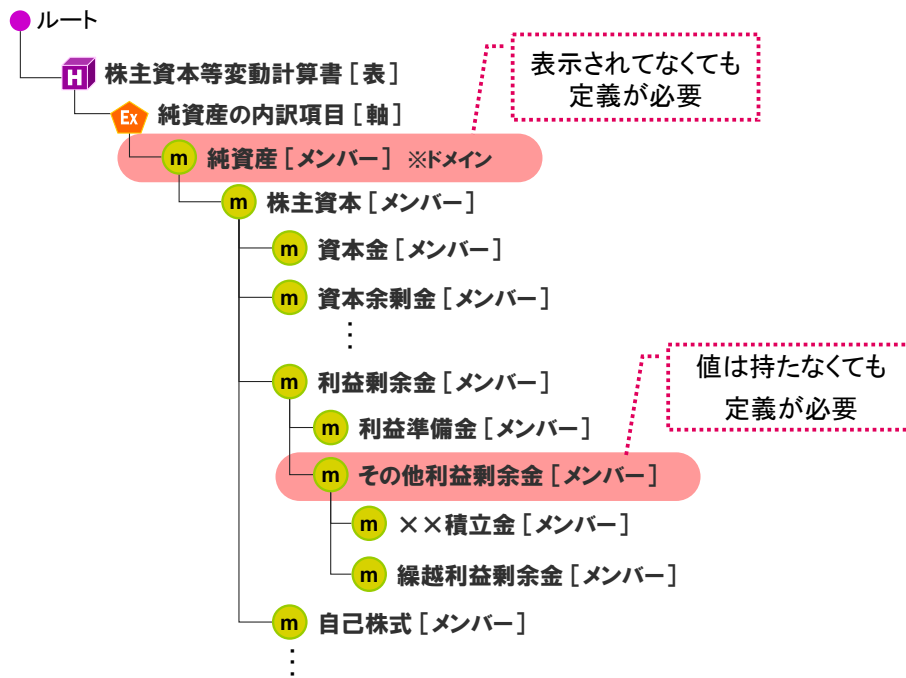 ルート
表示されてなくても
定義が必要
H 株主資本等変動計算書［表］
Ex 純資産の内訳項目［軸］
m 純資産［メンバー］ ※ドメイン
m 株主資本［メンバー］
m 資本金［メンバー］
m 資本余剰金［メンバー］
⋮
値は持たなくても
定義が必要
m 利益剰余金［メンバー］
m 利益準備金［メンバー］
m その他利益剰余金［メンバー］
m ××積立金［メンバー］
m 繰越利益剰余金［メンバー］
m 自己株式［メンバー］
⋮